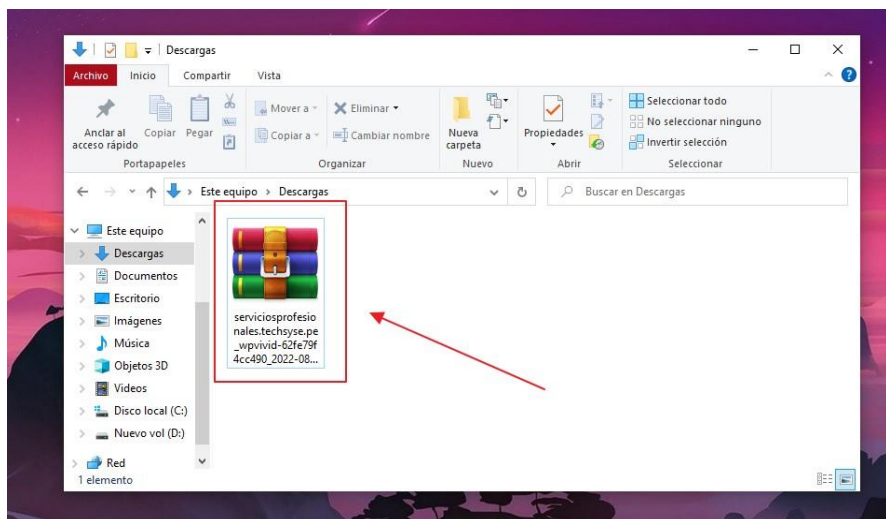 Descargas
Archivo Inicio Compartir Vista
Anclar al acceso rápido
Copiar
Pegar
Mover a
Copiar a
Eliminar
Cambiar nombre
Nueva carpeta
Propiedades
Seleccionar todo
No seleccionar ninguno
Invertir selección
Portapapeles Organizar Nuevo Abrir Seleccionar
Este equipo > Descargas
Buscar en Descargas
Este equipo
Descargas
Documentos
Escritorio
Imágenes
Música
Objetos 3D
Videos
Disco local (C:)
Nuevo vol (D:)
Red
serviciosprofesio
nales.techsyse.pe
_wpvivid-62fe79f
4cc490_2022-08...
1 elemento